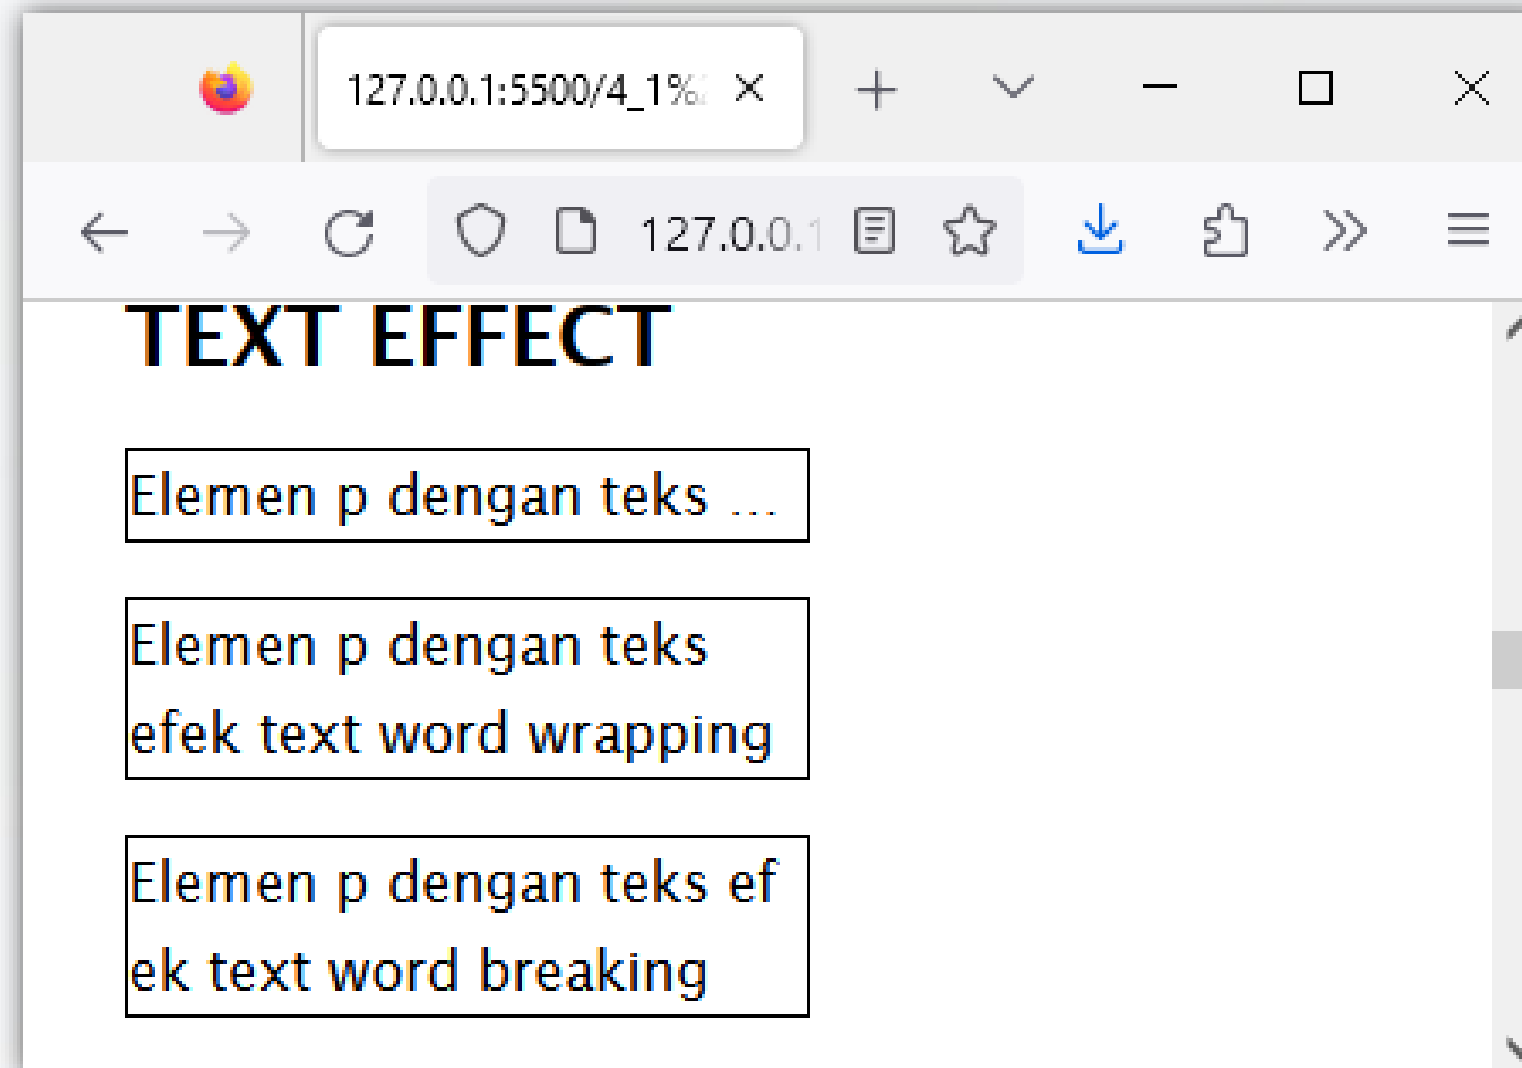 127.0.0.1:5500/4_1%
127.0.0.1
TEXT EFFECT
Elemen p dengan teks ...
Elemen p dengan teks
efek text word wrapping
Elemen p dengan teks ef
ek text word breaking